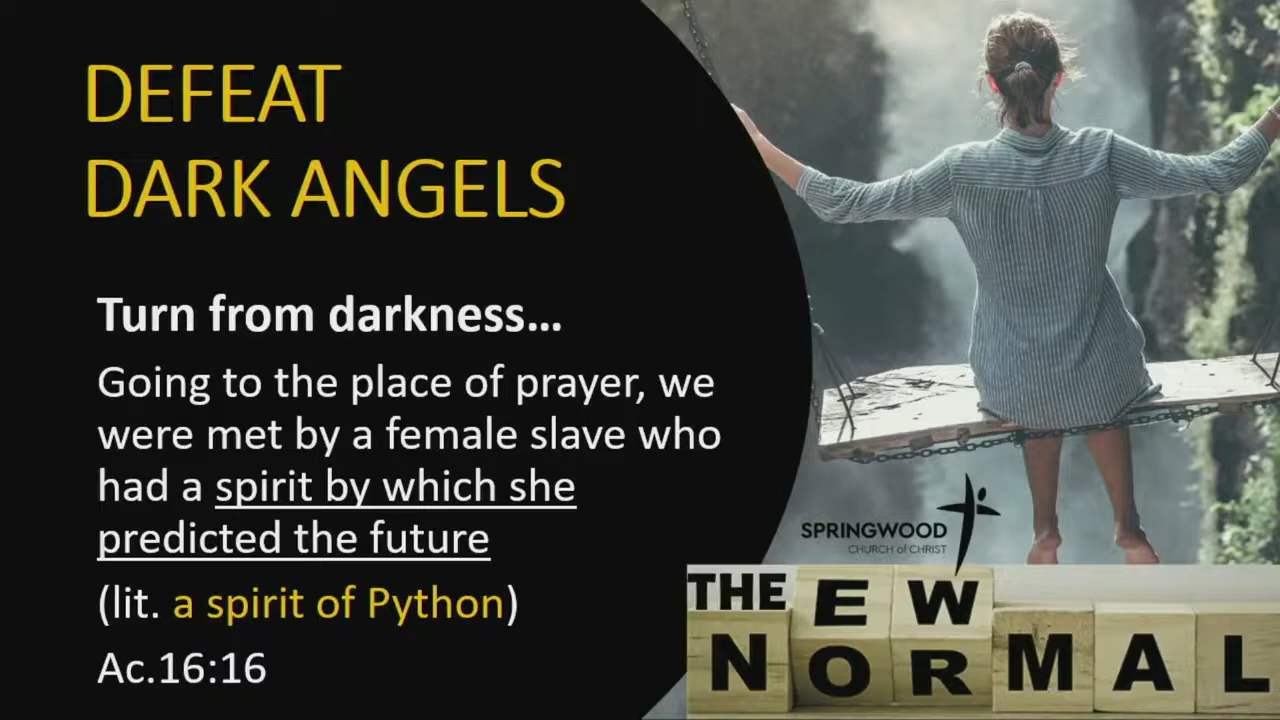 DEFEAT
DARK ANGELS
Turn from darkness…
Going to the place of prayer, we
were met by a female slave who
had a spirit by which she
predicted the future
(lit. a spirit of Python)
Ac.16:16
SPRINGWOOD
CHURCH of CHRIST
THE EW
NORMAL